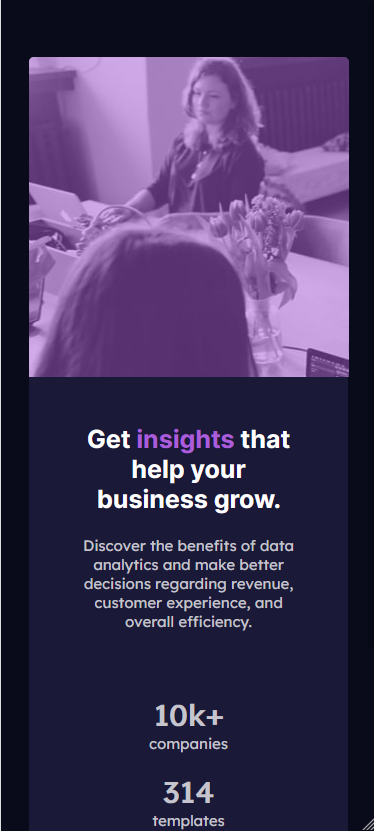 Get insights that
help your
business grow.
Discover the benefits of data
analytics and make better
decisions regarding revenue,
customer experience, and
overall efficiency.
10k+
companies
314
templates